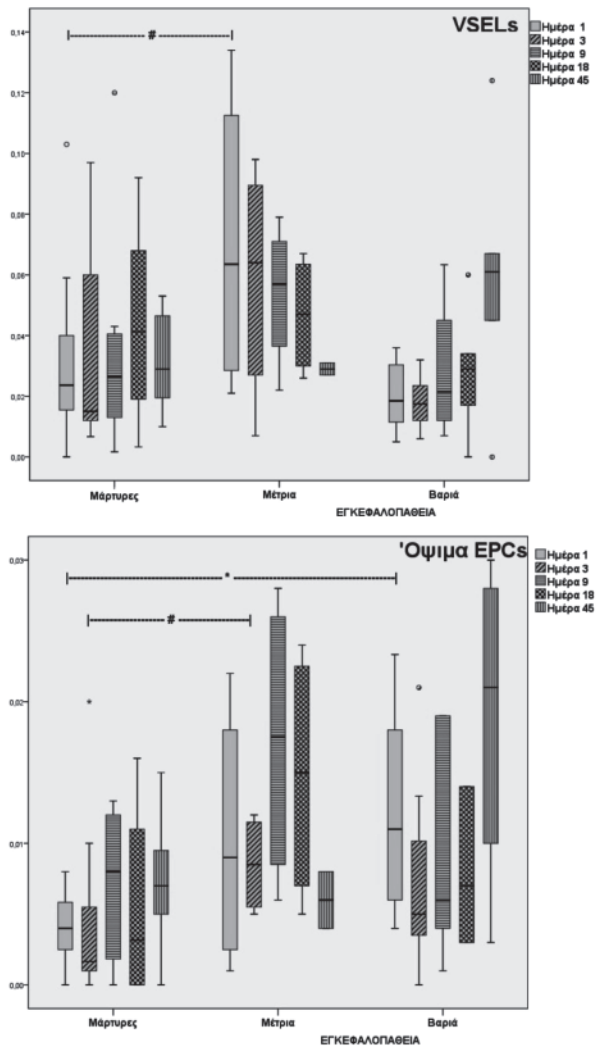 VSELs
Ημέρα 1
Ημέρα 3
Ημέρα 9
Ημέρα 18
Ημέρα 45
#
0,14
0,12
0,10
0,08
0,06
0,04
0,02
0,00
Μάρτυρες Μέτρια Βαριά
ΕΓΚΕΦΑΛΟΠΑΘΕΙΑ
'Οψιμα EPCs
Ημέρα 1
Ημέρα 3
Ημέρα 9
Ημέρα 18
Ημέρα 45
*
#
*
0,03
0,02
0,01
0,00
Μάρτυρες Μέτρια Βαριά
ΕΓΚΕΦΑΛΟΠΑΘΕΙΑ